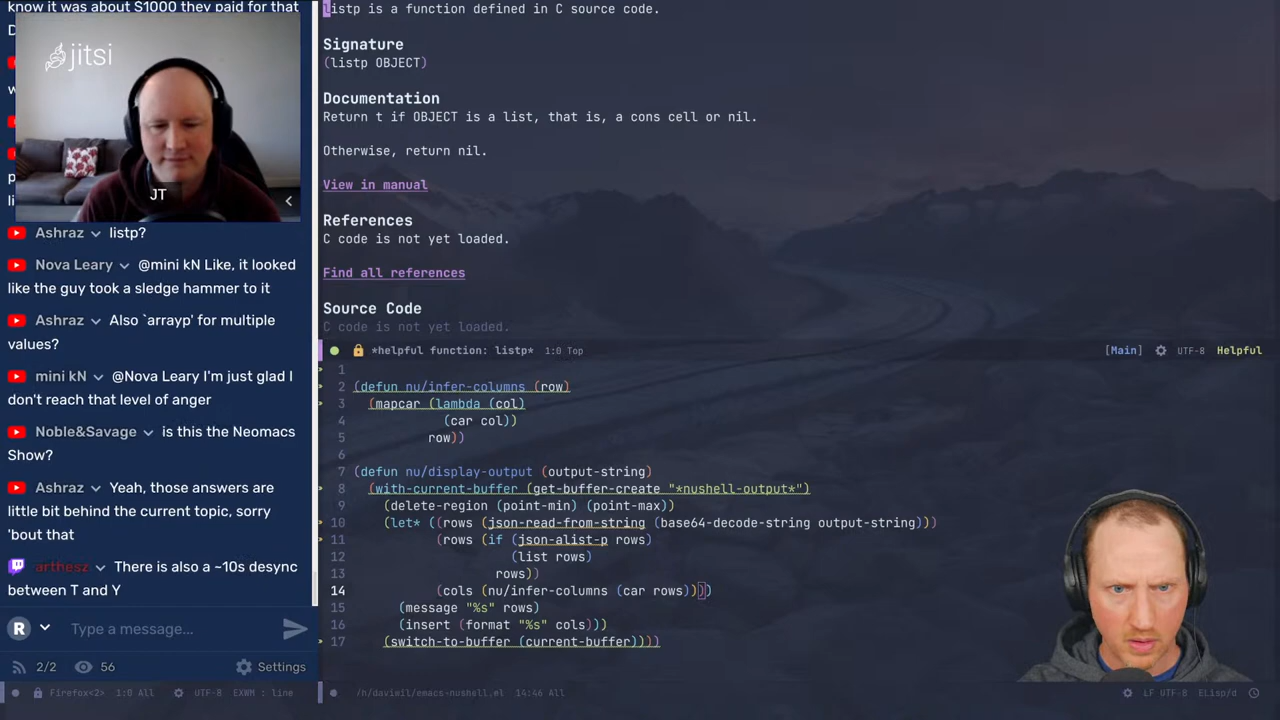 know it was about $1000 they paid for that
jitsi
JT
Ashraz listp?
Nova Leary @mini kN Like, it looked
like the guy took a sledge hammer to it
Ashraz Also `arrayp' for multiple
values?
mini kN @Nova Leary I'm just glad I
don't reach that level of anger
Noble&Savage is this the Neomacs
Show?
Ashraz Yeah, those answers are
little bit behind the current topic, sorry
'bout that
arthesz There is also a ~10s desync
between T and Y
R Type a message...
2/2 56 Settings
Firefox<2> 1:0 All UTF-8 EXWM : line
listp is a function defined in C source code.
Signature
(listp OBJECT)
Documentation
Return t if OBJECT is a list, that is, a cons cell or nil.
Otherwise, return nil.
View in manual
References
C code is not yet loaded.
Find all references
Source Code
C code is not yet loaded.
*helpful function: listp* 1:0 Top [Main] UTF-8 Helpful
1
2 (defun nu/infer-columns (row)
3 (mapcar (lambda (col)
4 (car col))
5 row))
6
7 (defun nu/display-output (output-string)
8 (with-current-buffer (get-buffer-create "*nushell-output*")
9 (delete-region (point-min) (point-max))
10 (let* ((rows (json-read-from-string (base64-decode-string output-string)))
11 (rows (if (json-alist-p rows)
12 (list rows)
13 rows))
14 (cols (nu/infer-columns (car rows))))
15 (message "%s" rows)
16 (insert (format "%s" cols)))
17 (switch-to-buffer (current-buffer))))
/h/daviwil/emacs-nushell.el 14:46 All LF UTF-8 ELisp/d